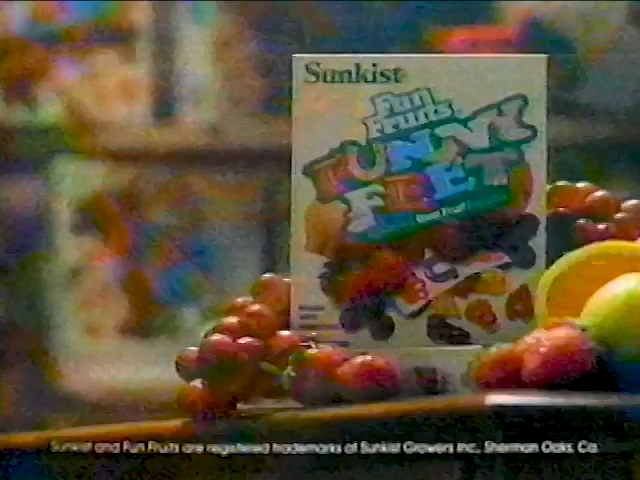 Sunkist
Fun
Fruits
FUNNY
FEET
Sunkist and Fun Fruits are registered trademarks of Sunkist Growers Inc., Sherman Oaks, Ca.